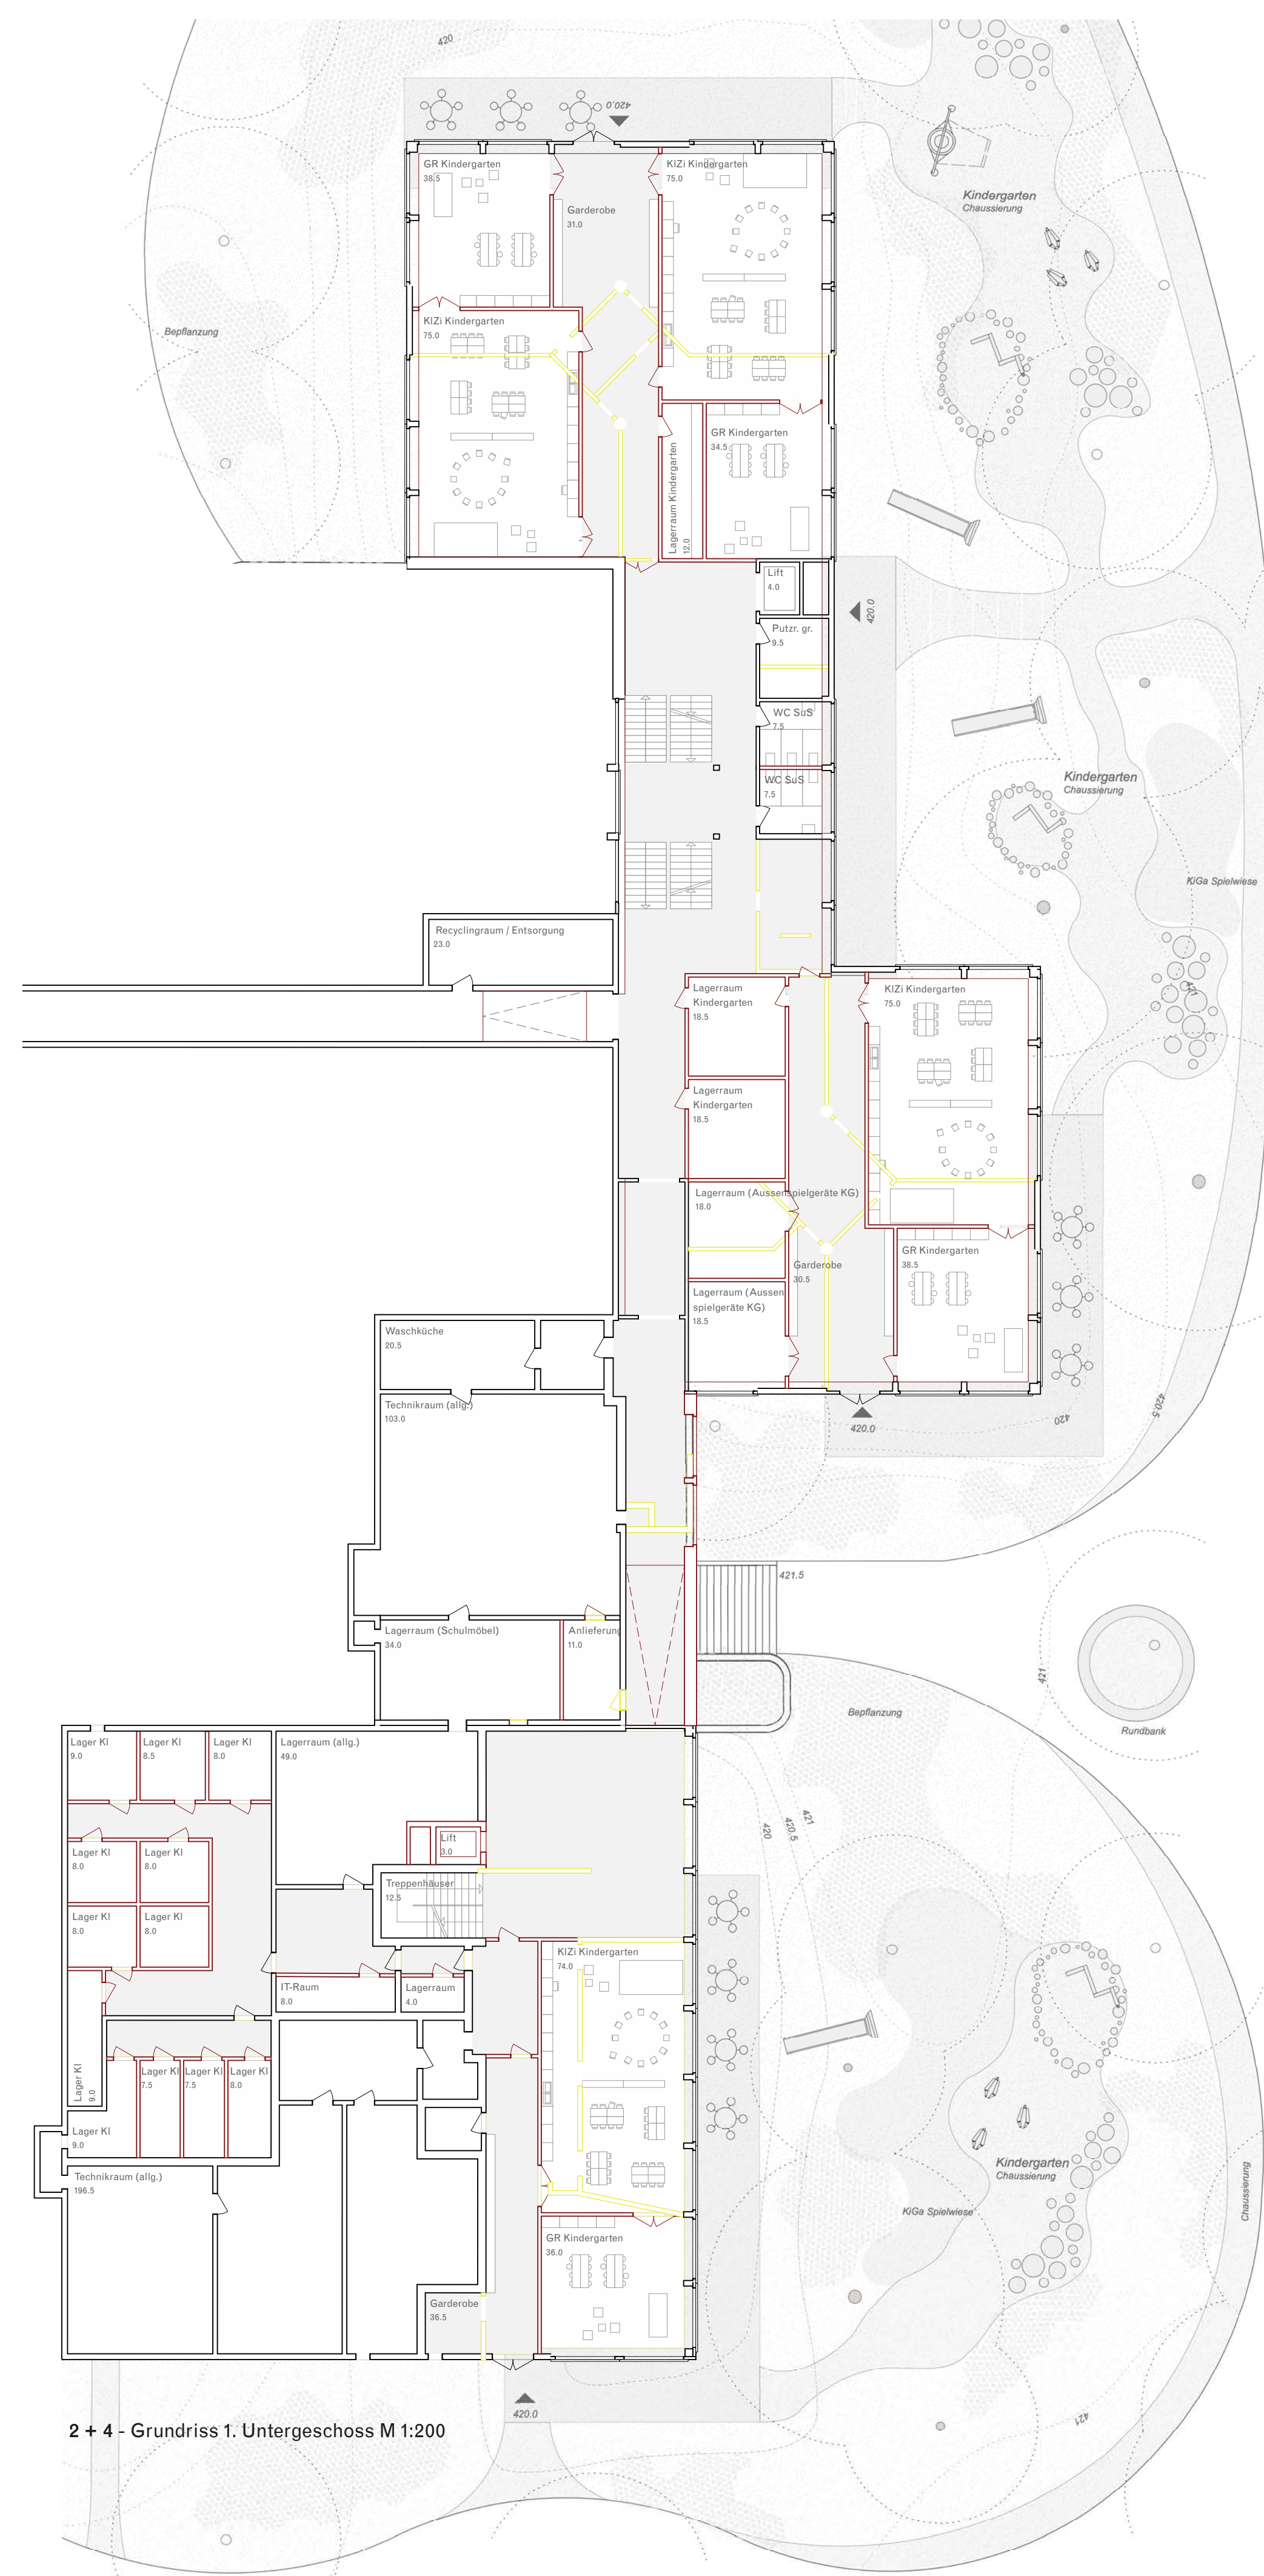 420
420.0
GR Kindergarten
38.5
KlZi Kindergarten
75.0
Garderobe
31.0
Kindergarten
Chaussierung
Bepflanzung
KlZi Kindergarten
75.0
GR Kindergarten
34.5
Lagerraum Kindergarten
12.0
Lift
4.0
420.0
Putzr. gr.
9.5
WC SuS
7.5
WC SuS
7.5
Kindergarten
Chaussierung
KiGa Spielwiese
Recyclingraum / Entsorgung
23.0
Lagerraum
Kindergarten
18.5
KlZi Kindergarten
75.0
421
Lagerraum
Kindergarten
18.5
Lagerraum (Aussenspielgeräte KG)
18.0
Garderobe
30.5
GR Kindergarten
38.5
Lagerraum (Aussen
spielgeräte KG)
18.5
Waschküche
20.5
Technikraum (allg.)
103.0
420.0
420
420.5
421.5
Lagerraum (Schulmöbel)
34.0
Anlieferung
11.0
421
Bepflanzung
Rundbank
Lager Kl
9.0
Lager Kl
8.5
Lager Kl
8.0
Lagerraum (allg.)
49.0
420
420.5
421
Lift
3.0
Lager Kl
8.0
Lager Kl
8.0
Treppenhäuser
12.5
Lager Kl
8.0
Lager Kl
8.0
KlZi Kindergarten
74.0
IT-Raum
8.0
Lagerraum
4.0
Lager Kl
9.0
Lager Kl
7.5
Lager Kl
7.5
Lager Kl
8.0
Lager Kl
9.0
Technikraum (allg.)
196.5
Kindergarten
Chaussierung
Chaussierung
KiGa Spielwiese
GR Kindergarten
36.0
Garderobe
36.5
420.0
421
2 + 4 - Grundriss 1. Untergeschoss M 1:200